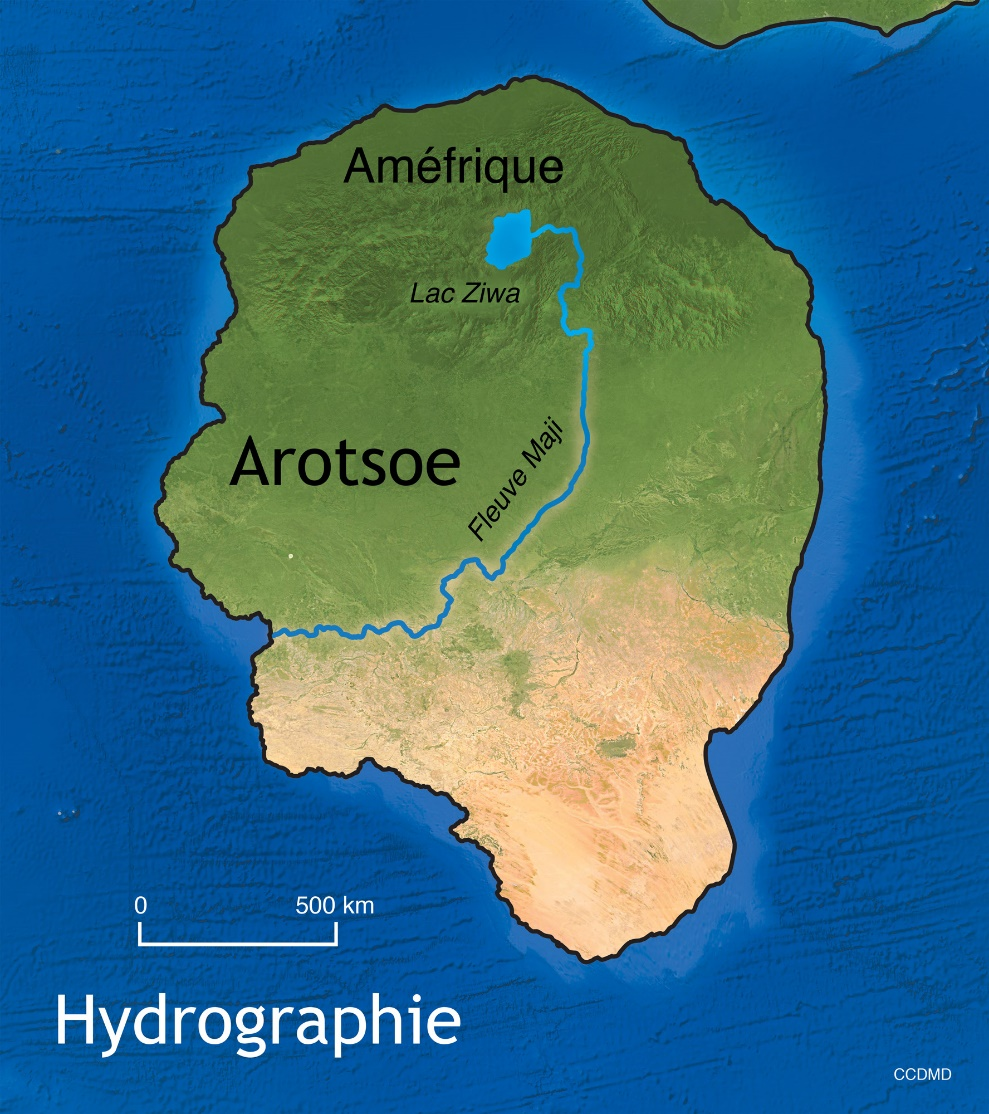 Améfrique
Lac Ziwa
Arotsoe
Fleuve Maji
0 500 km
Hydrographie
CCDMD